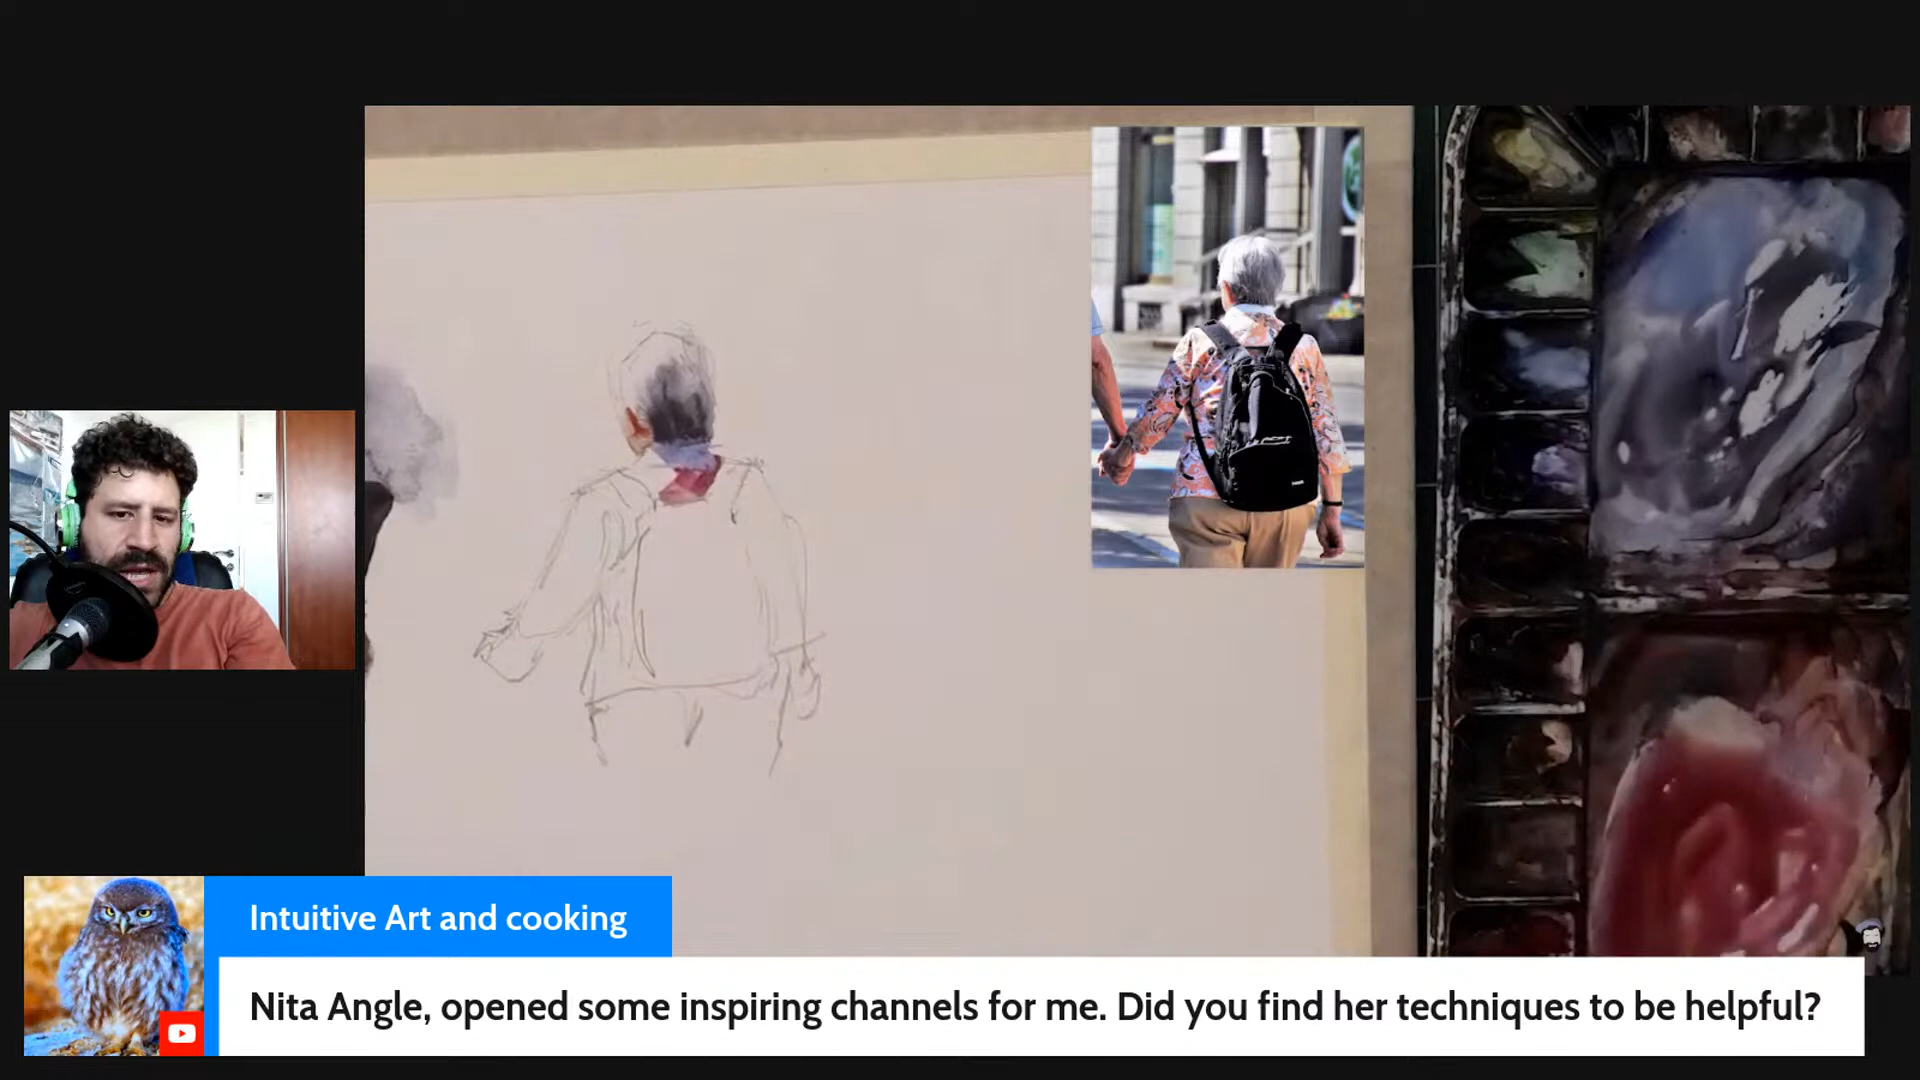 Intuitive Art and cooking
Nita Angle, opened some inspiring channels for me. Did you find her techniques to be helpful?